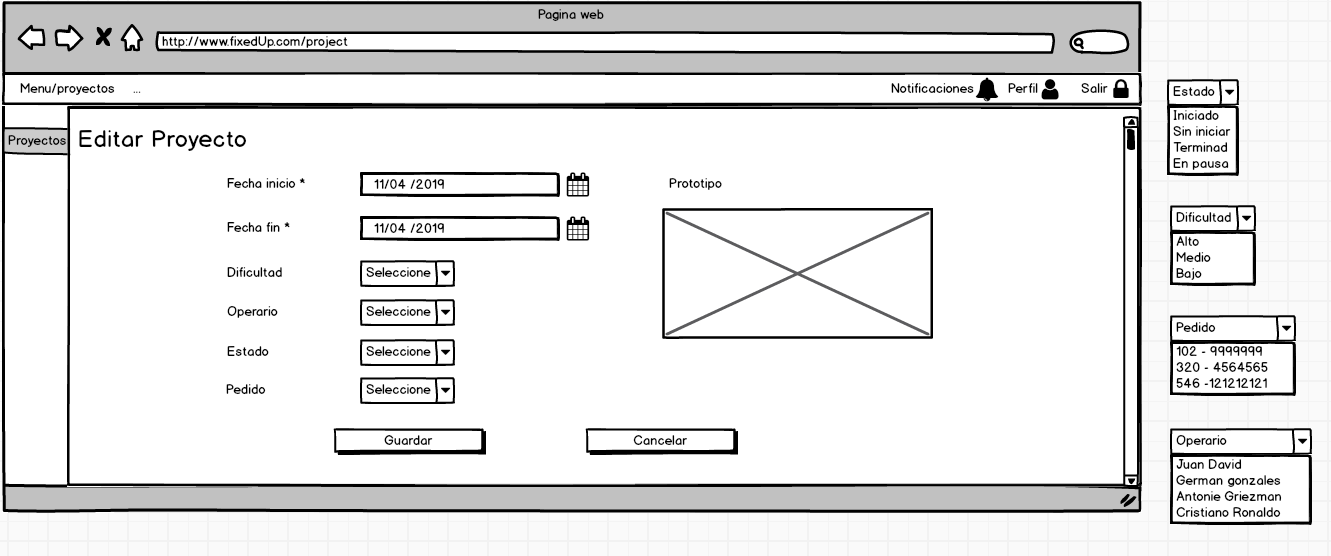 Pagina web
http://www.fixedUp.com/project
Menu/proyectos ...
Notificaciones Perfil Salir
Proyectos
Editar Proyecto
Fecha inicio * 11/04 /2019
Fecha fin * 11/04 /2019
Dificultad Seleccione
Operario Seleccione
Estado Seleccione
Pedido Seleccione
Prototipo
Guardar Cancelar
Estado
Iniciado
Sin iniciar
Terminad
En pausa
Dificultad
Alto
Medio
Bajo
Pedido
102 - 9999999
320 - 4564565
546 -121212121
Operario
Juan David
German gonzales
Antonie Griezman
Cristiano Ronaldo